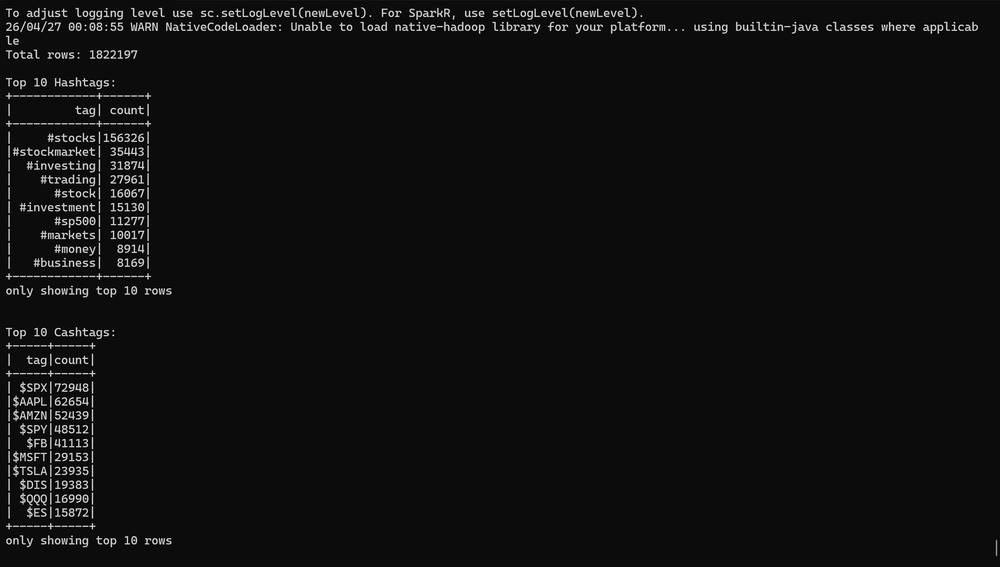 To adjust logging level use sc.setLogLevel(newLevel). For SparkR, use setLogLevel(newLevel).
26/04/27 00:08:55 WARN NativeCodeLoader: Unable to load native-hadoop library for your platform... using builtin-java classes where applicab
le
Total rows: 1822197

Top 10 Hashtags:
+------------+------+
|         tag| count|
+------------+------+
|     #stocks|156326|
|#stockmarket| 35443|
|  #investing| 31874|
|    #trading| 27961|
|      #stock| 16067|
| #investment| 15130|
|      #sp500| 11277|
|    #markets| 10017|
|      #money|  8914|
|   #business|  8169|
+------------+------+
only showing top 10 rows


Top 10 Cashtags:
+-----+-----+
|  tag|count|
+-----+-----+
| $SPX|72948|
|$AAPL|62654|
|$AMZN|52439|
| $SPY|48512|
|  $FB|41113|
|$MSFT|29153|
|$TSLA|23935|
| $DIS|19383|
| $QQQ|16990|
|  $ES|15872|
+-----+-----+
only showing top 10 rows